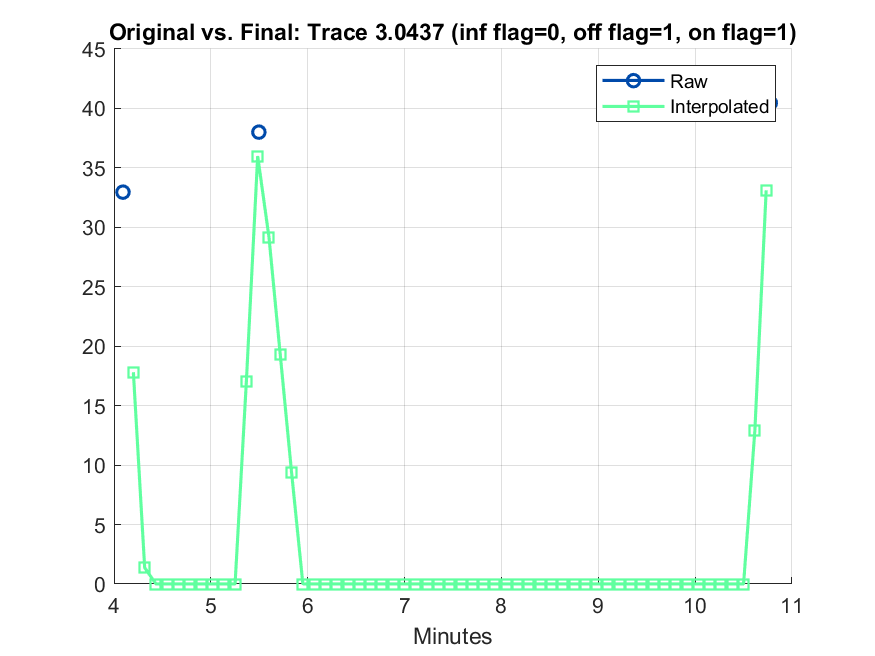 Original vs. Final: Trace 3.0437 (inf flag=0, off flag=1, on flag=1)
45
40
35
30
25
20
15
10
5
0
Raw
Interpolated
4 5 6 7 8 9 10 11
Minutes